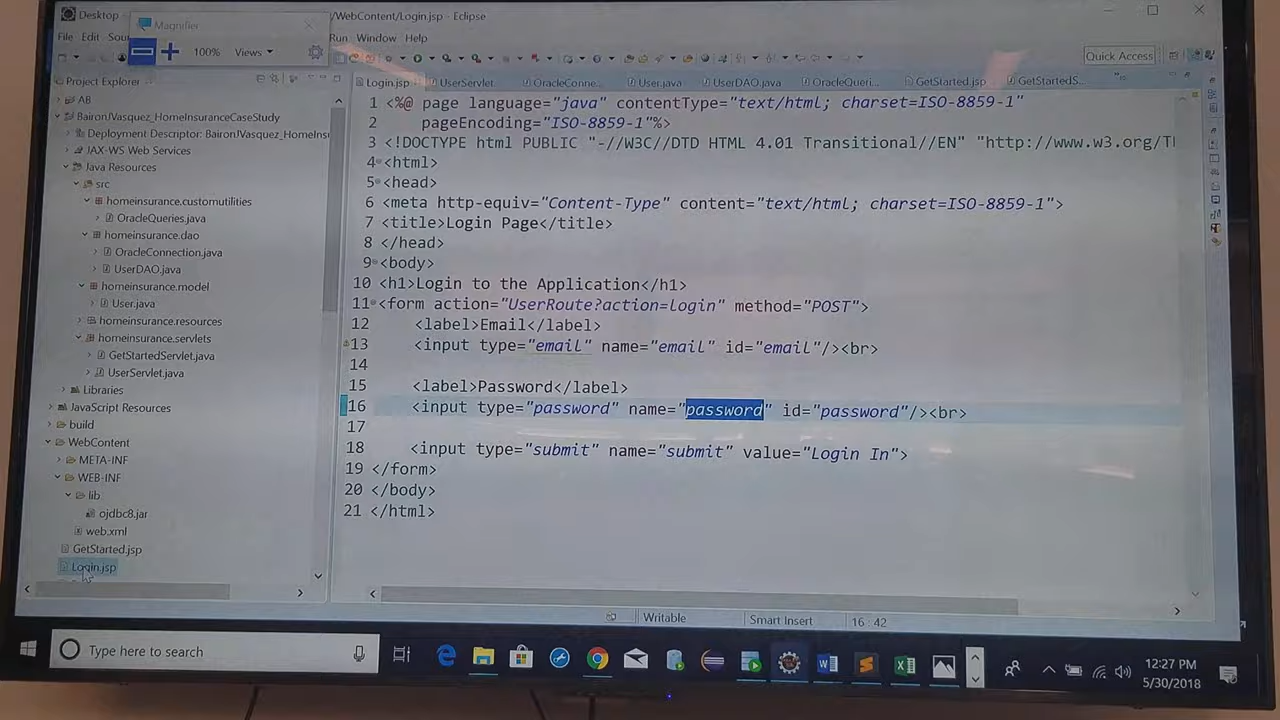 Desktop
/WebContent/Login.jsp - Eclipse
Magnifier
File Edit Sou
Run Window Help
100% Views
Quick Access
Project Explorer
Login.jsp UserServlet OracleConne... User.java UserDAO.java OracleQueri... GetStarted.jsp GetStartedS...
AB
BaironJVasquez_HomeInsuranceCaseStudy
Deployment Descriptor: BaironJVasquez_HomeIns
JAX-WS Web Services
Java Resources
src
homeinsurance.customutilities
OracleQueries.java
homeinsurance.dao
OracleConnection.java
UserDAO.java
homeinsurance.model
User.java
homeinsurance.resources
homeinsurance.servlets
GetStartedServlet.java
UserServlet.java
Libraries
JavaScript Resources
build
WebContent
META-INF
WEB-INF
lib
ojdbc8.jar
web.xml
GetStarted.jsp
Login.jsp
1 <%@ page language="java" contentType="text/html; charset=ISO-8859-1"
2 pageEncoding="ISO-8859-1"%>
3 <!DOCTYPE html PUBLIC "-//W3C//DTD HTML 4.01 Transitional//EN" "http://www.w3.org/TR
4 <html>
5 <head>
6 <meta http-equiv="Content-Type" content="text/html; charset=ISO-8859-1">
7 <title>Login Page</title>
8 </head>
9 <body>
10 <h1>Login to the Application</h1>
11 <form action="UserRoute?action=Login" method="POST">
12 <label>Email</label>
13 <input type="email" name="email" id="email"/><br>
14
15 <label>Password</label>
16 <input type="password" name="password" id="password"/><br>
17
18 <input type="submit" name="submit" value="Login In">
19 </form>
20 </body>
21 </html>
Writable Smart Insert 16 : 42
Type here to search
12:27 PM
5/30/2018